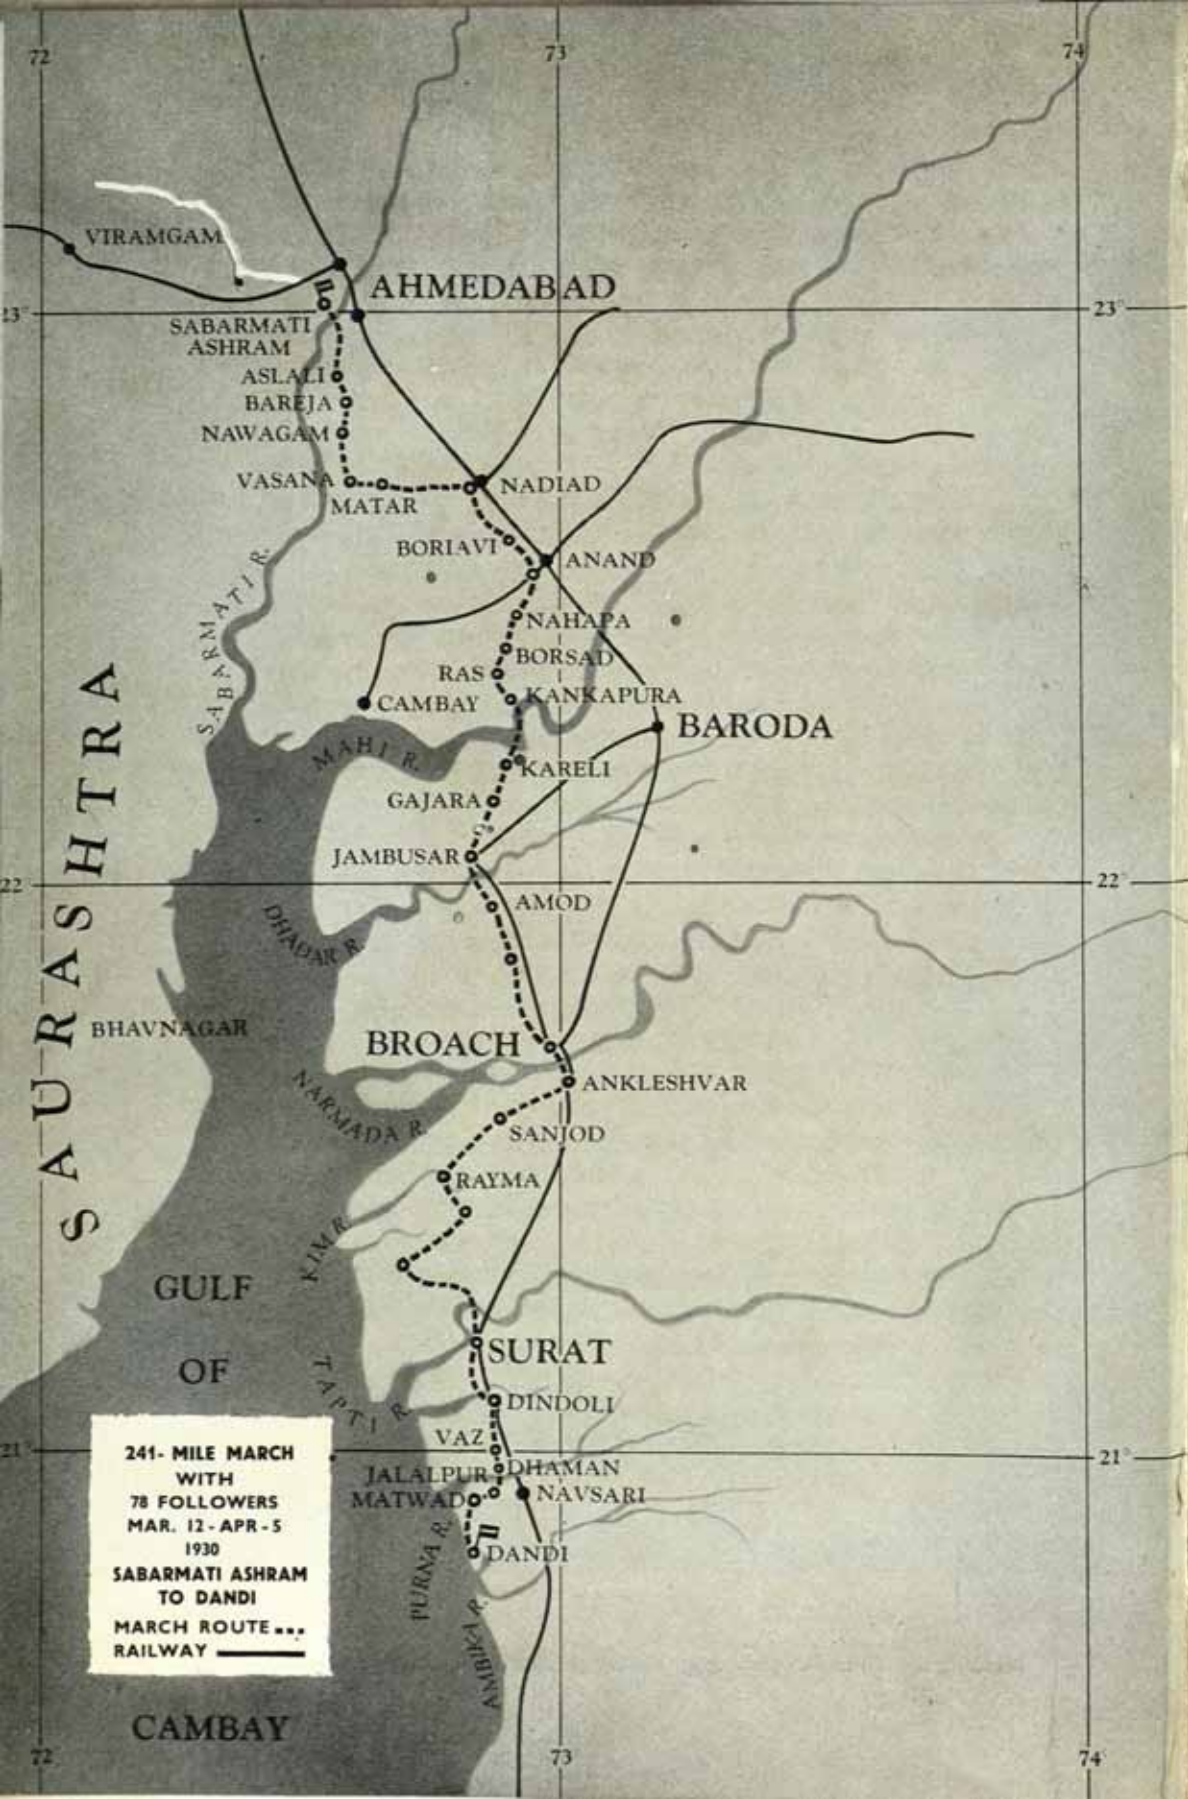 72
73
74
VIRAMGAM
AHMEDABAD
23°
23°
SABARMATI
ASHRAM
ASLALI
BAREJA
NAWAGAM
VASANA
NADIAD
MATAR
BORIAVI
ANAND
SABARMATI R.
NAHAPA
BORSAD
RAS
KANKAPURA
CAMBAY
BARODA
MAHI R.
KARELI
GAJARA
JAMBUSAR
22°
22°
AMOD
DHADAR R.
SAURASHTRA
BHAVNAGAR
BROACH
ANKLESHVAR
NARMADA R.
SANJOD
RAYMA
KIM R.
GULF
OF
CAMBAY
SURAT
TAPTI R.
DINDOLI
VAZ
21°
21°
DHAMAN
JALALPUR
MATWAD
NAVSARI
DANDI
PURNA R.
AMBIKA R.
241- MILE MARCH
WITH
78 FOLLOWERS
MAR. 12 - APR - 5
1930
SABARMATI ASHRAM
TO DANDI
MARCH ROUTE
RAILWAY
72
73
74